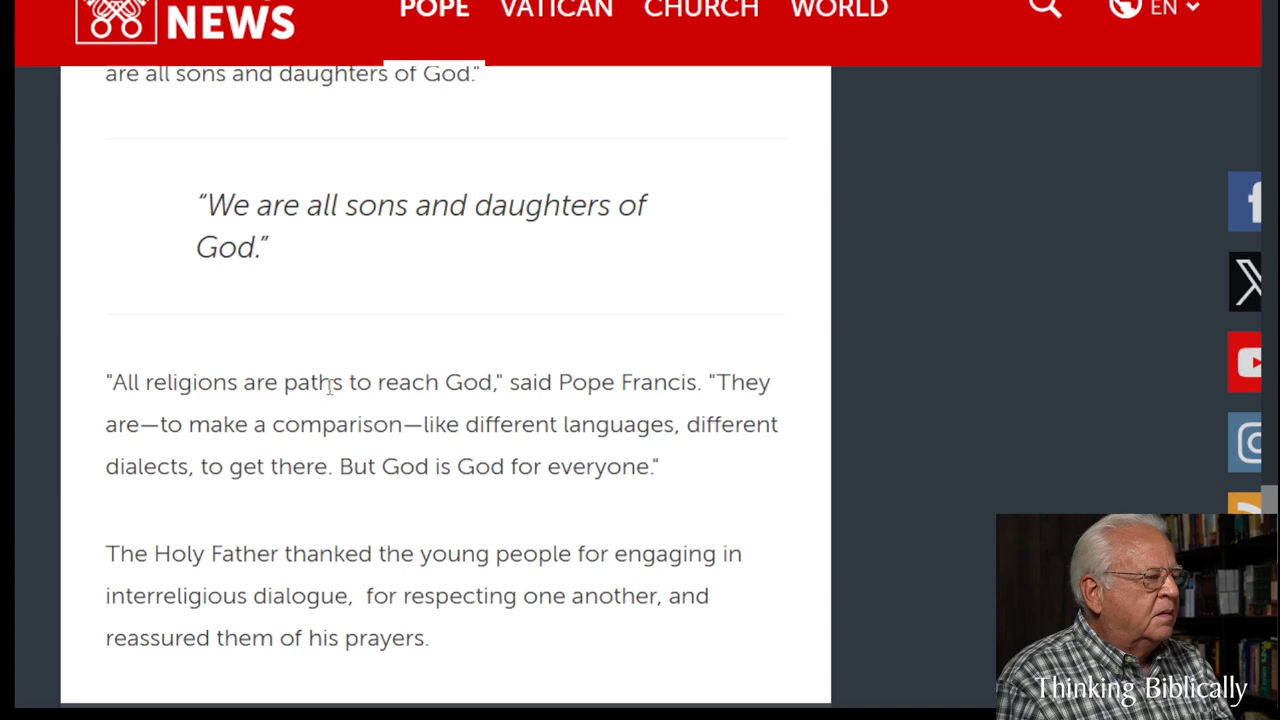 NEWS
POPE VATICAN CHURCH WORLD
EN
are all sons and daughters of God."
“We are all sons and daughters of
God.”
"All religions are paths to reach God," said Pope Francis. "They
are—to make a comparison—like different languages, different
dialects, to get there. But God is God for everyone."
The Holy Father thanked the young people for engaging in
interreligious dialogue,  for respecting one another, and
reassured them of his prayers.
Thinking Biblically